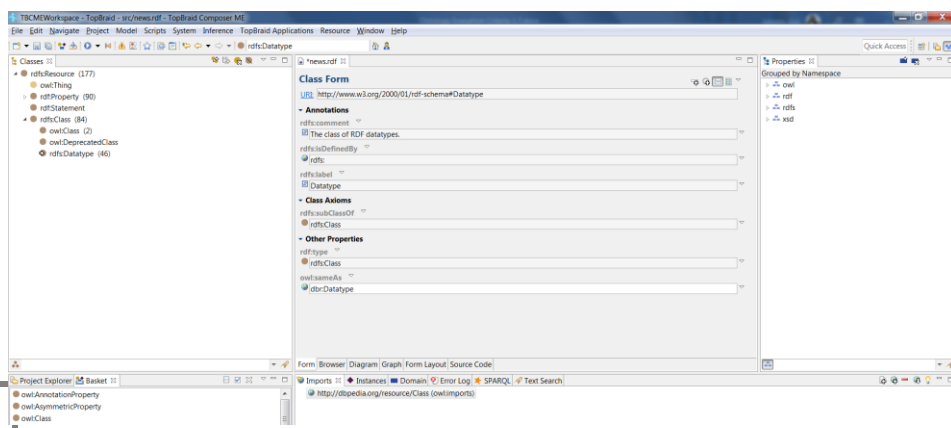 TBCMEWorkspace - TopBraid - src/news.rdf - TopBraid Composer ME
File Edit Navigate Project Model Scripts System Inference TopBraid Applications Resource Window Help
rdfs:Datatype
Quick Access
Classes
rdfs:Resource (177)
owl:Thing
rdf:Property (90)
rdf:Statement
rdfs:Class (84)
owl:Class (2)
owl:DeprecatedClass
rdfs:Datatype (46)
*news.rdf
Class Form
URI: http://www.w3.org/2000/01/rdf-schema#Datatype
Annotations
rdfs:comment
The class of RDF datatypes.
rdfs:isDefinedBy
rdfs:
rdfs:label
Datatype
Class Axioms
rdfs:subClassOf
rdfs:Class
Other Properties
rdf:type
rdfs:Class
owl:sameAs
dbr:Datatype
Form Browser Diagram Graph Form Layout Source Code
Properties
Grouped by Namespace
owl
rdf
rdfs
xsd
Project Explorer Basket
owl:AnnotationProperty
owl:AsymmetricProperty
owl:Class
Imports Instances Domain Error Log SPARQL Text Search
http://dbpedia.org/resource/Class (owl:imports)